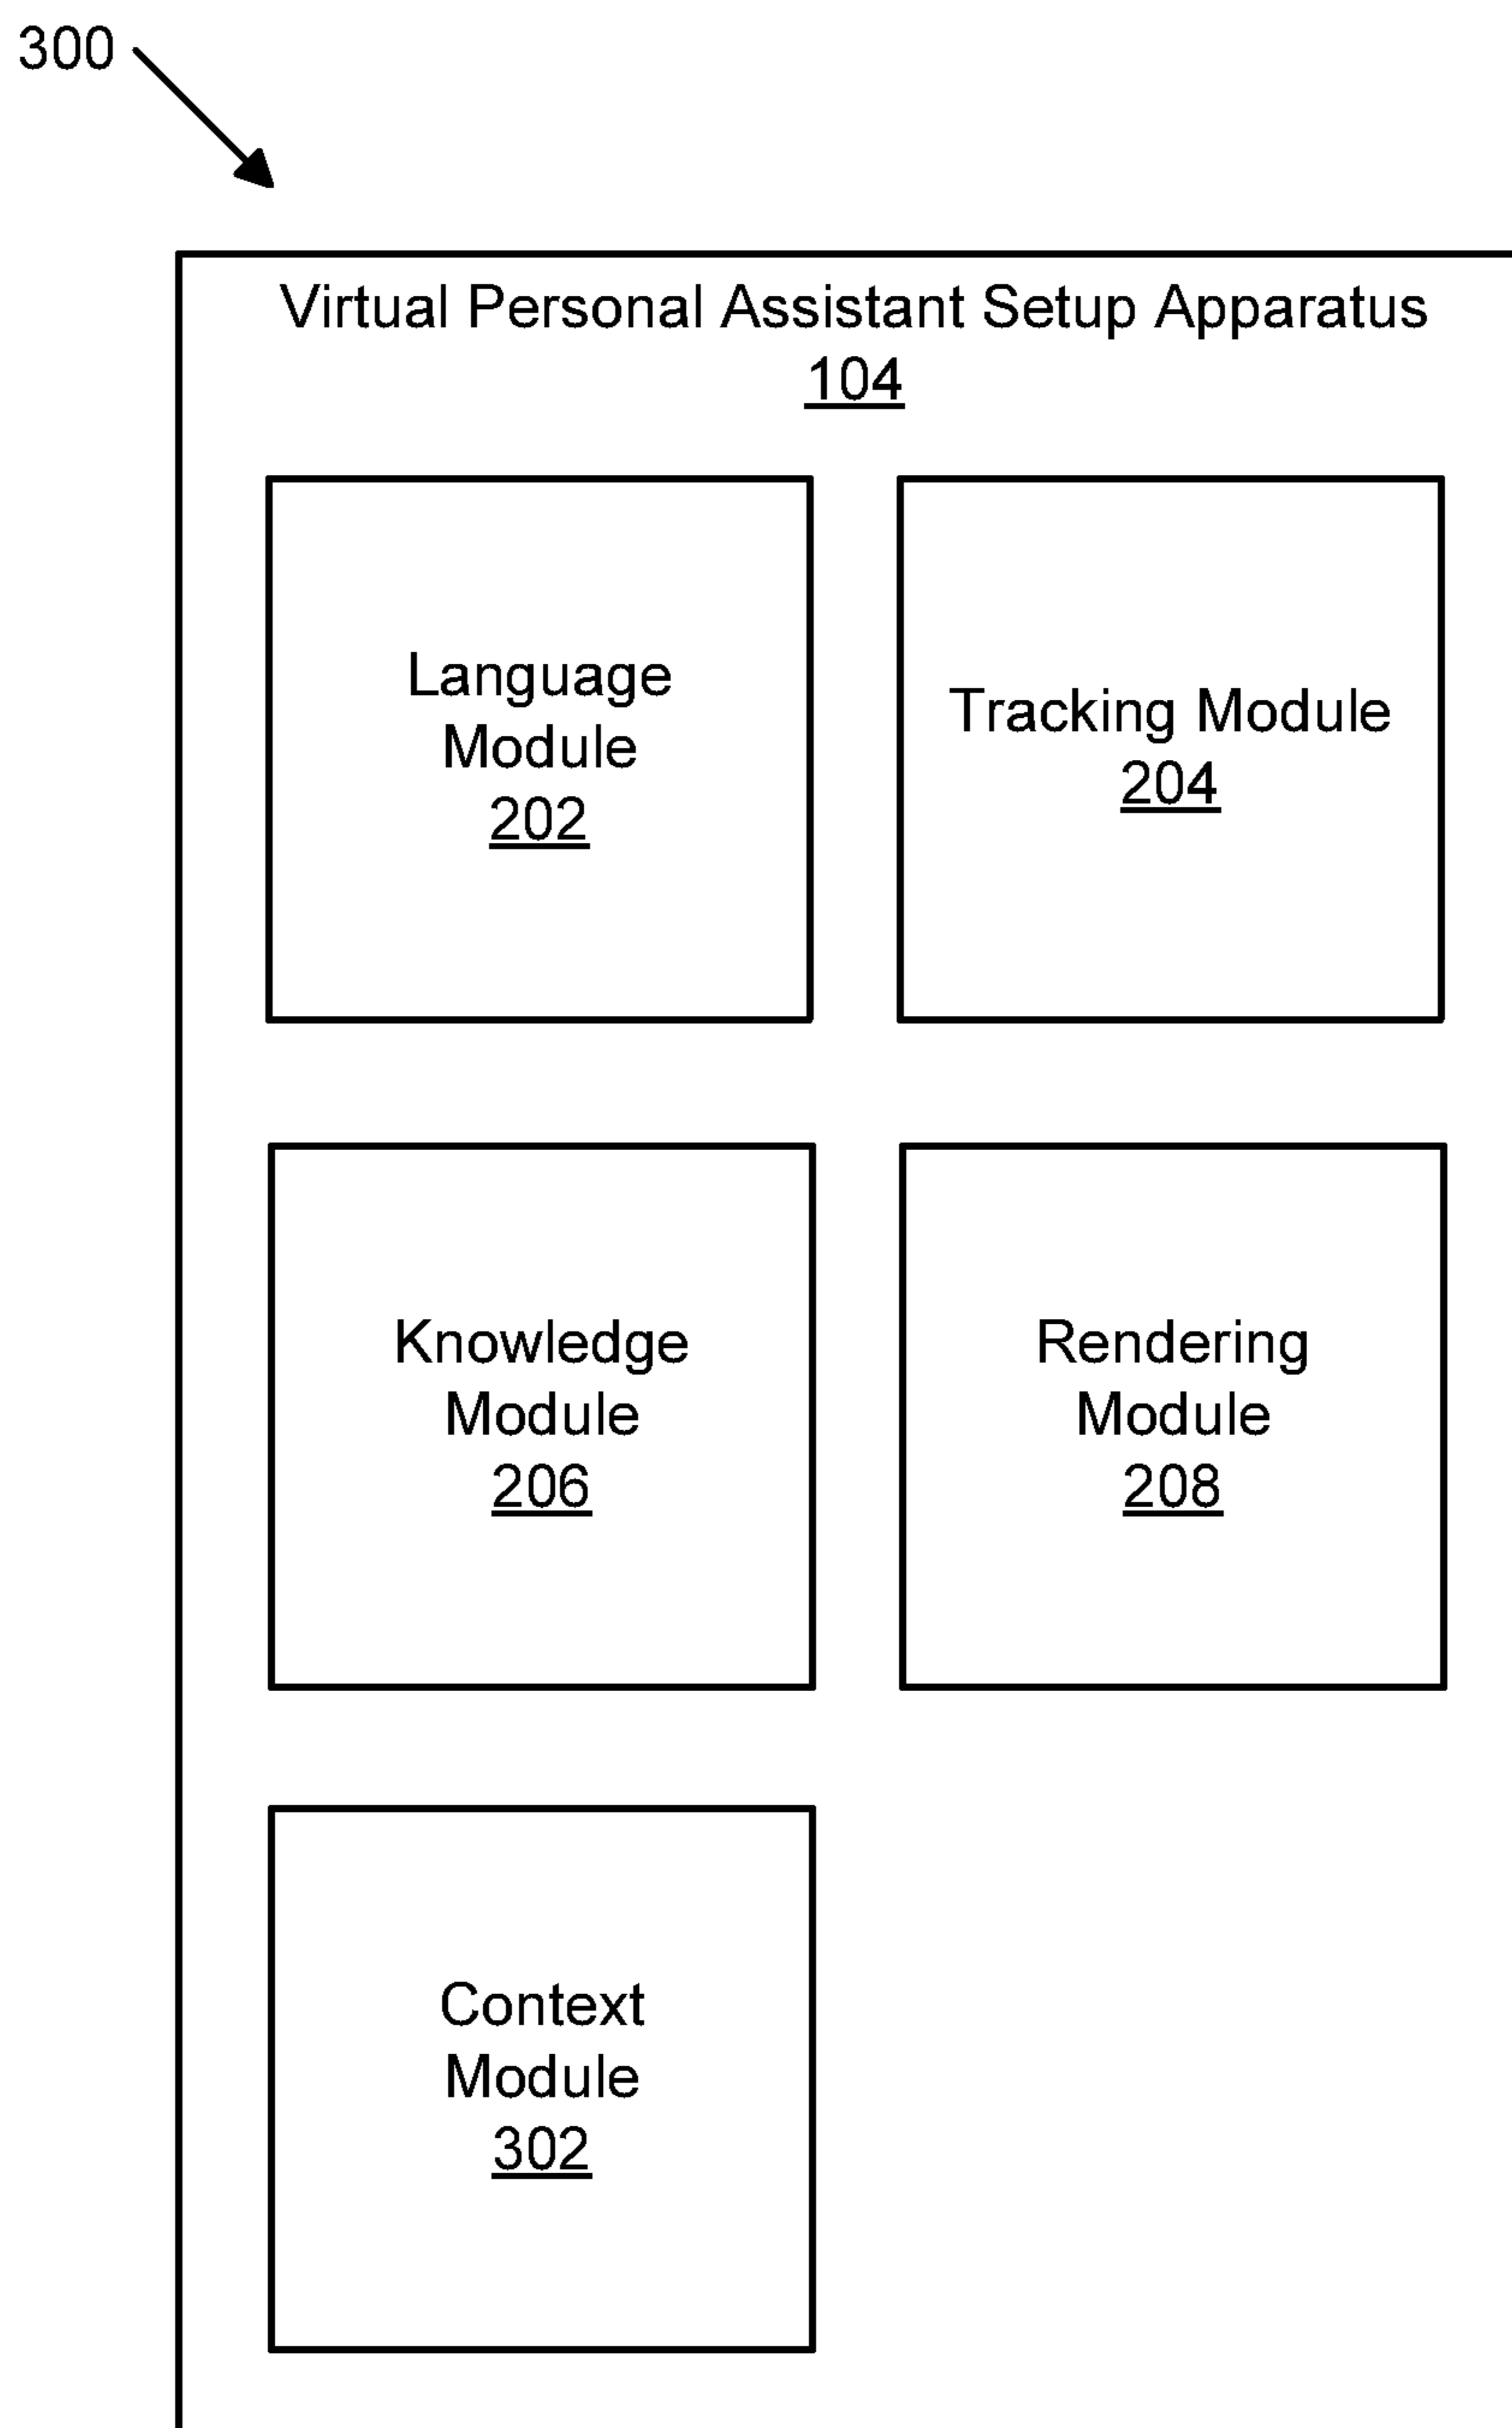 300
Virtual Personal Assistant Setup Apparatus
104
Language
Module
202
Tracking Module
204
Knowledge
Module
206
Rendering
Module
208
Context
Module
302